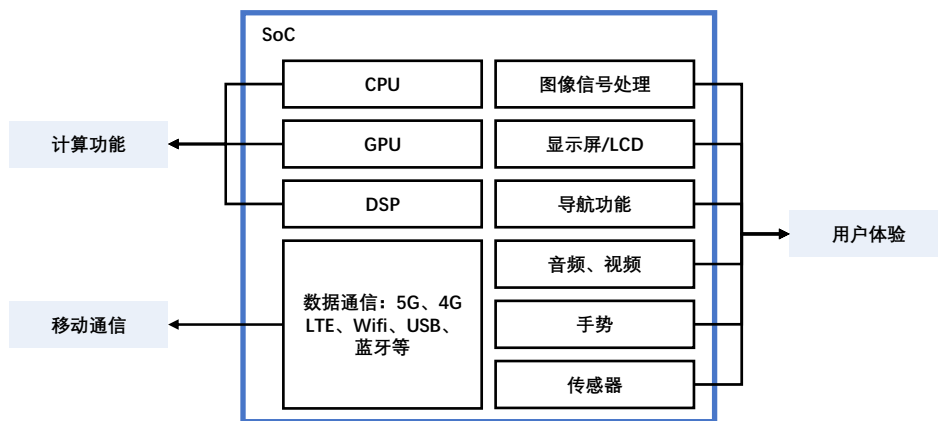 SoC
CPU
图像信号处理
计算功能
GPU
显示屏/LCD
DSP
导航功能
用户体验
音频、视频
数据通信：5G、4G
LTE、Wifi、USB、
蓝牙等
移动通信
手势
传感器